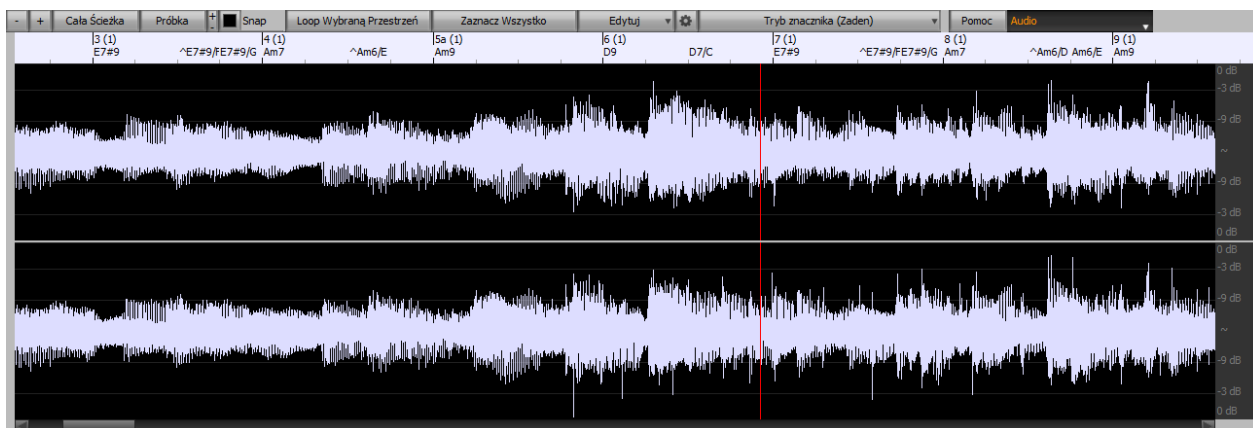 - + Cała Ścieżka Próbka + - Snap Loop Wybraną Przestrzeń Zaznacz Wszystko Edytuj Tryb znacznika (Żaden) Pomoc Audio
3 (1) 4 (1) 5a (1) 6 (1) 7 (1) 8 (1) 9 (1)
E7#9 ^E7#9/FE7#9/G Am7 ^Am6/E Am9 D9 D7/C E7#9 ^E7#9/FE7#9/G Am7 ^Am6/D Am6/E Am9
0 dB
-3 dB
-9 dB
~
-9 dB
-3 dB
0 dB
0 dB
-3 dB
-9 dB
~
-9 dB
-3 dB
0 dB